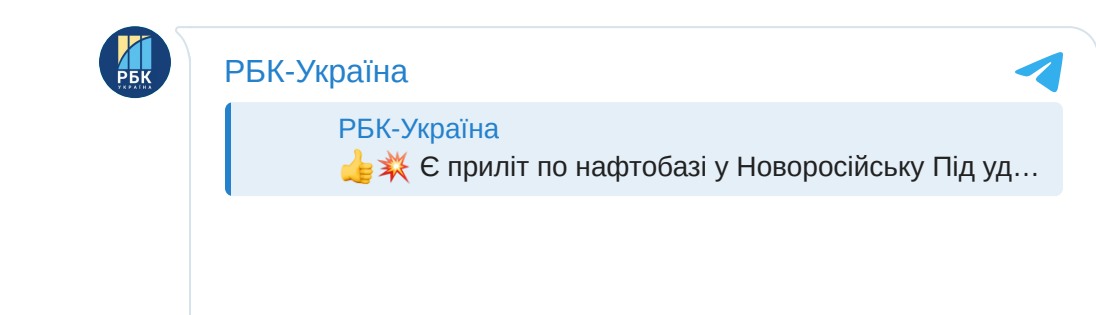 РБК
УКРАЇНА
РБК-Україна
РБК-Україна
👍💥 Є приліт по нафтобазі у Новоросійську Під уд…